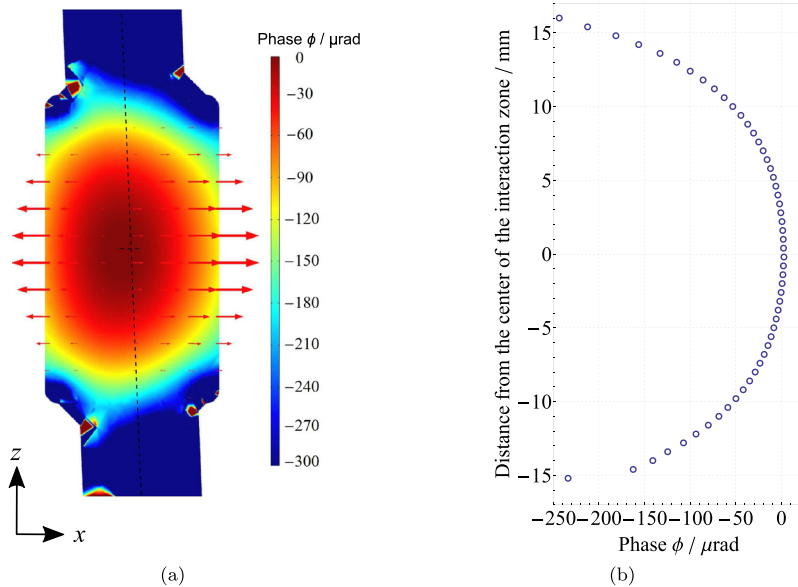 Phase ϕ / μrad
0
−30
−60
−90
−120
−150
−180
−210
−240
−270
−300
z
x
(a)
Distance from the center of the interaction zone / mm
15
10
5
0
−5
−10
−15
−250 −200 −150 −100 −50 0
Phase ϕ / μrad
(b)